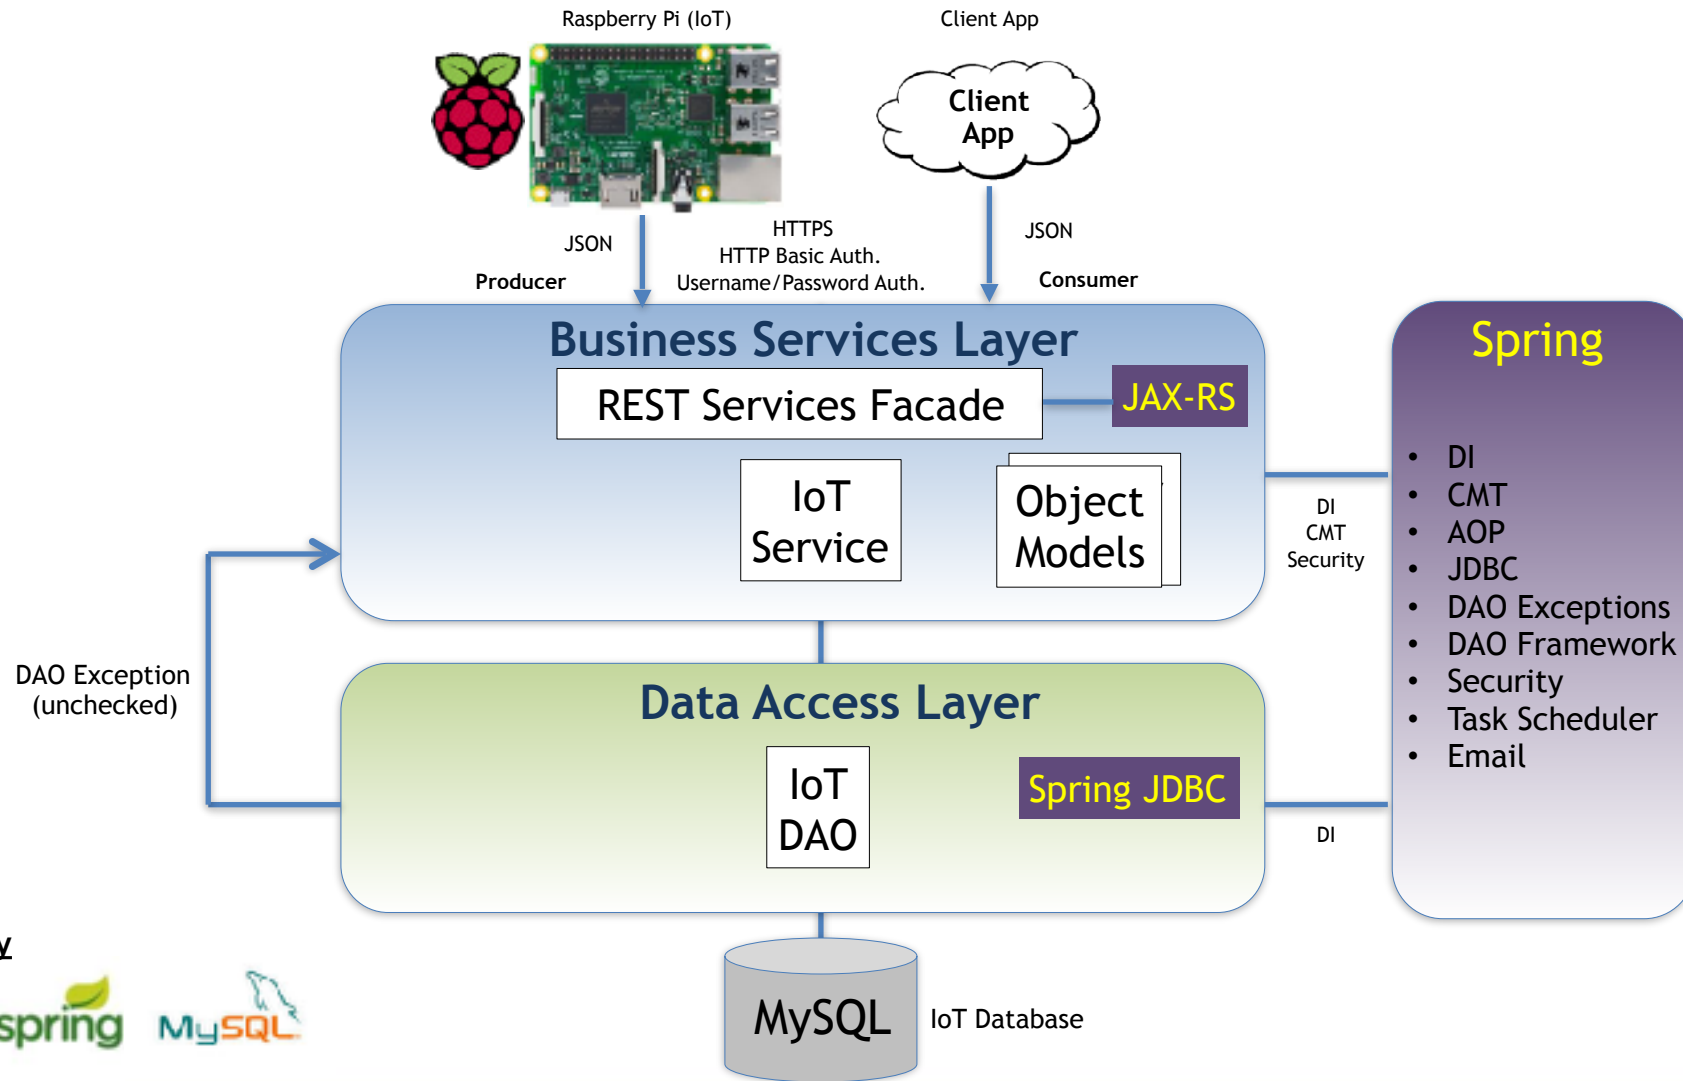 Raspberry Pi (IoT)
Client App
Client
App
JSON
HTTPS
HTTP Basic Auth.
Username/Password Auth.
JSON
Producer
Consumer
Business Services Layer
REST Services Facade
JAX-RS
IoT
Service
Object
Models
DI
CMT
Security
Spring
• DI
• CMT
• AOP
• JDBC
• DAO Exceptions
• DAO Framework
• Security
• Task Scheduler
• Email
DAO Exception
(unchecked)
Data Access Layer
IoT
DAO
Spring JDBC
DI
y
spring
MySQL
MySQL
IoT Database